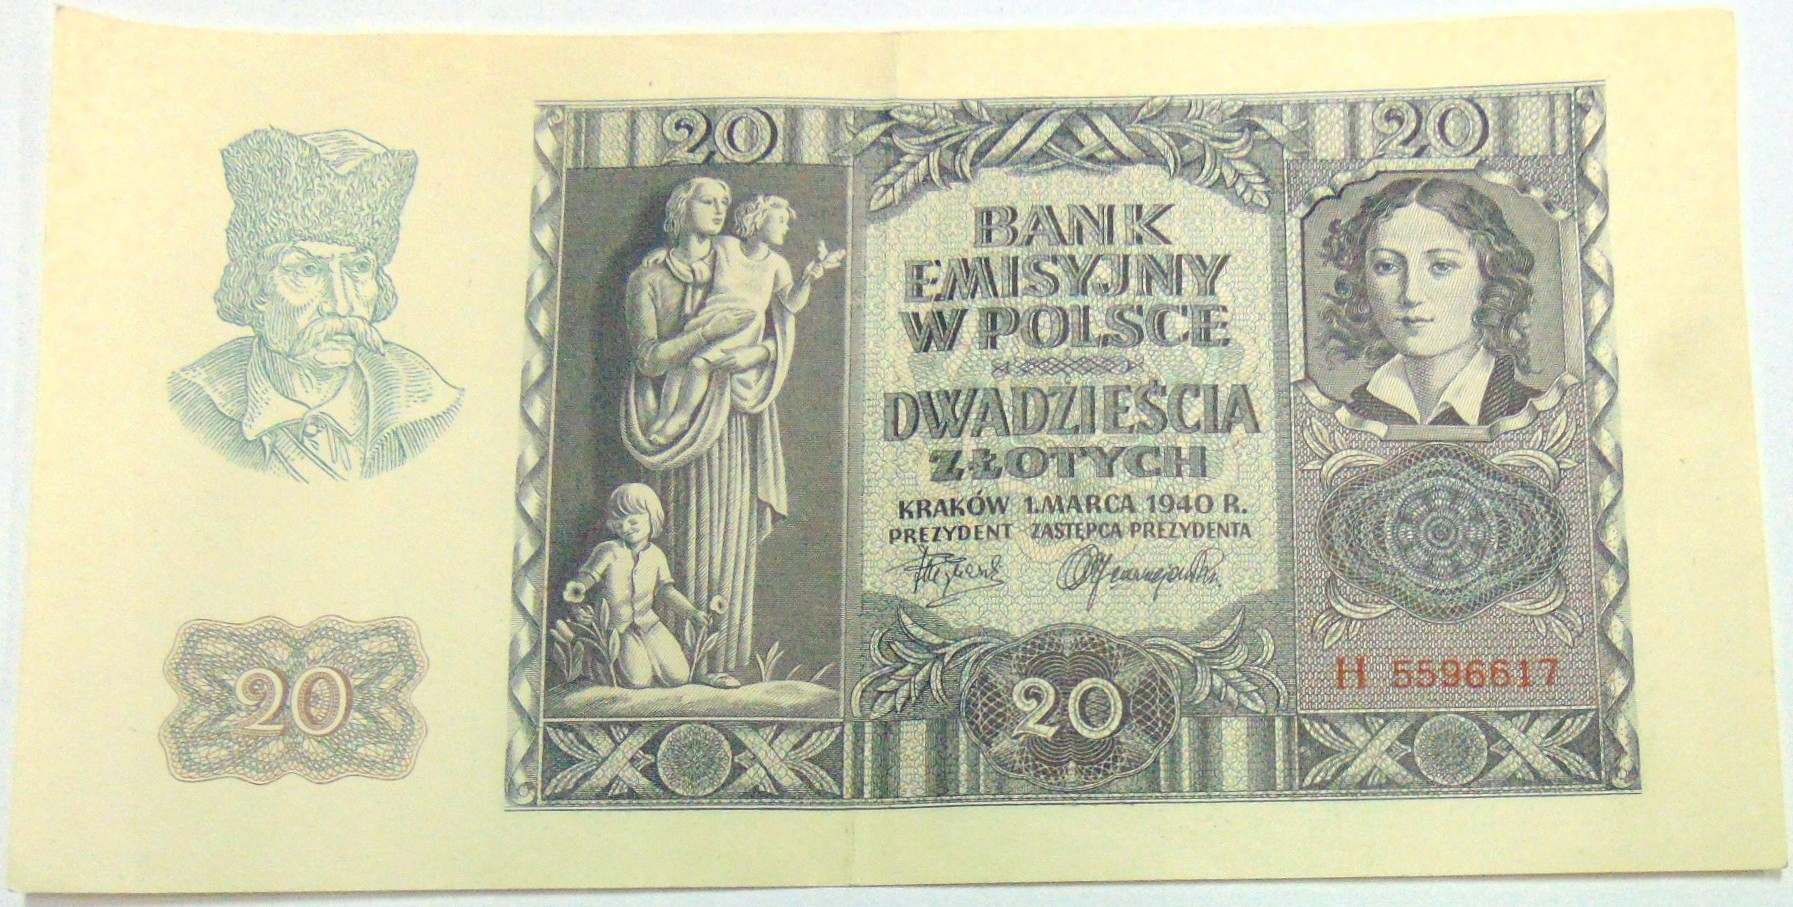 20
20
BANK
EMISYJNY
W POLSCE
DWADZIEŚCIA
ZŁOTYCH
KRAKÓW 1.MARCA 1940 R.
PREZYDENT ZASTĘPCA PREZYDENTA
H 5596617
20
20